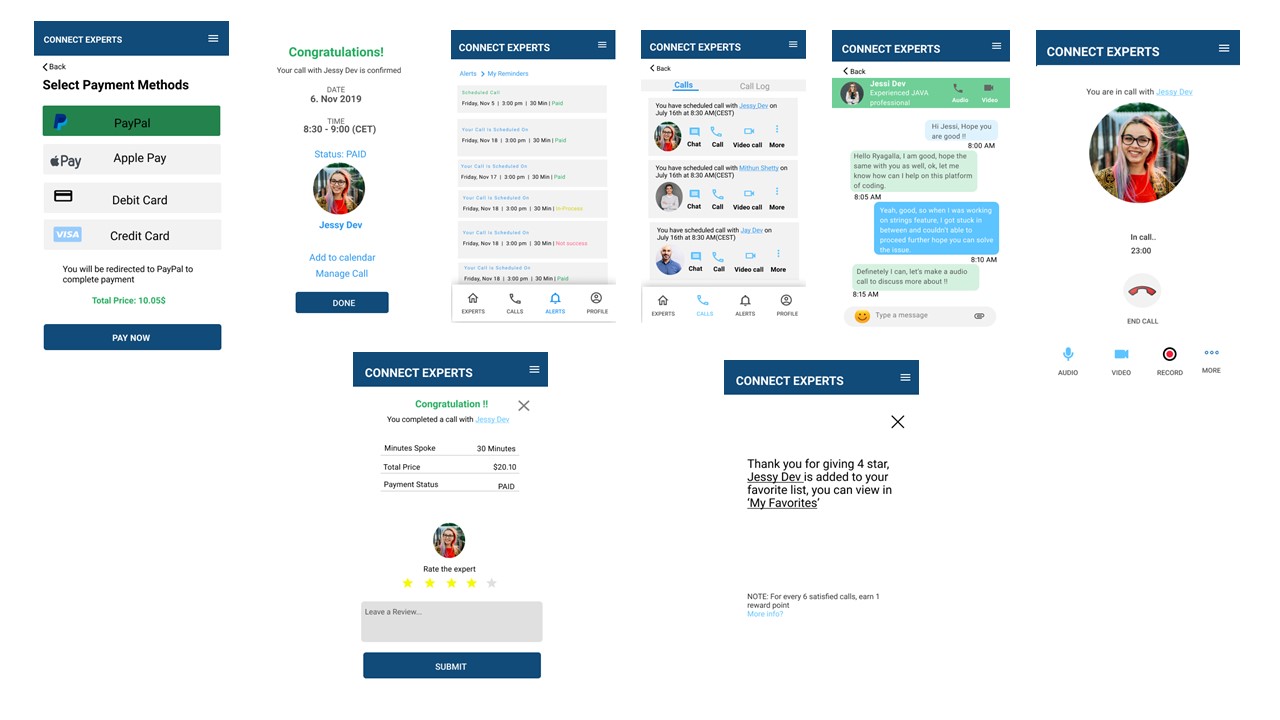 CONNECT EXPERTS
Back
Select Payment Methods
PayPal
Pay
Apple Pay
Debit Card
VISA
Credit Card
You will be redirected to PayPal to
complete payment
Total Price: 10.05$
PAY NOW
Congratulations!
Your call with Jessy Dev is confirmed
DATE
6. Nov 2019
TIME
8:30 - 9:00 (CET)
Status: PAID
Jessy Dev
Add to calendar
Manage Call
DONE
CONNECT EXPERTS
Alerts > My Reminders
Scheduled Call
Friday, Nov 5 | 3:00 pm | 30 Min | Paid
Your Call is Scheduled On
Friday, Nov 18 | 3:00 pm | 30 Min | Paid
Your Call is Scheduled On
Friday, Nov 17 | 3:00 pm | 30 Min | Paid
Your Call is Scheduled On
Friday, Nov 18 | 3:00 pm | 30 Min | In-Process
Your Call is Scheduled On
Friday, Nov 18 | 3:00 pm | 30 Min | Not success
Your Call is Scheduled On
Friday, Nov 18 | 3:00 pm | 30 Min | Paid
EXPERTS CALLS ALERTS PROFILE
CONNECT EXPERTS
Back
Calls Call Log
You have scheduled call with Jessy Dev on
July 16th at 8:30 AM(CEST)
Chat Call Video call More
You have scheduled call with Mithun Shetty on
July 16th at 8:30 AM(CEST)
Chat Call Video call More
You have scheduled call with Jay Dev on
July 16th at 8:30 AM(CEST)
Chat Call Video call More
EXPERTS CALLS ALERTS PROFILE
CONNECT EXPERTS
Back
Jessi Dev
Experienced JAVA
professional
Audio Video
Hi Jessi, Hope you
are good !!
8:00 AM
Hello Ryagalla, I am good, hope the
same with you as well, ok, let me
know how can I help on this platform
of coding.
8:05 AM
Yeah, good, so when I was working
on strings feature, I got stuck in
between and couldn't able to
proceed further hope you can solve
the issue.
8:10 AM
Definetely I can, let's make a audio
call to discuss more about !!
8:15 AM
Type a message
CONNECT EXPERTS
You are in call with Jessy Dev
In call..
23:00
END CALL
AUDIO VIDEO RECORD MORE
CONNECT EXPERTS
Congratulation !!
You completed a call with Jessy Dev
Minutes Spoke 30 Minutes
Total Price $20.10
Payment Status PAID
Rate the expert
Leave a Review...
SUBMIT
CONNECT EXPERTS
Thank you for giving 4 star,
Jessy Dev is added to your
favorite list, you can view in
‘My Favorites’
NOTE: For every 6 satisfied calls, earn 1
reward point
More info?